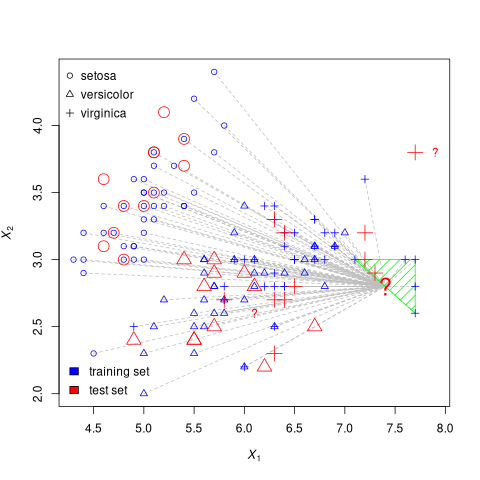 setosa
versicolor
virginica
?
?
?
training set
test set
2.0
2.5
3.0
3.5
4.0
X2
4.5
5.0
5.5
6.0
6.5
7.0
7.5
8.0
X1